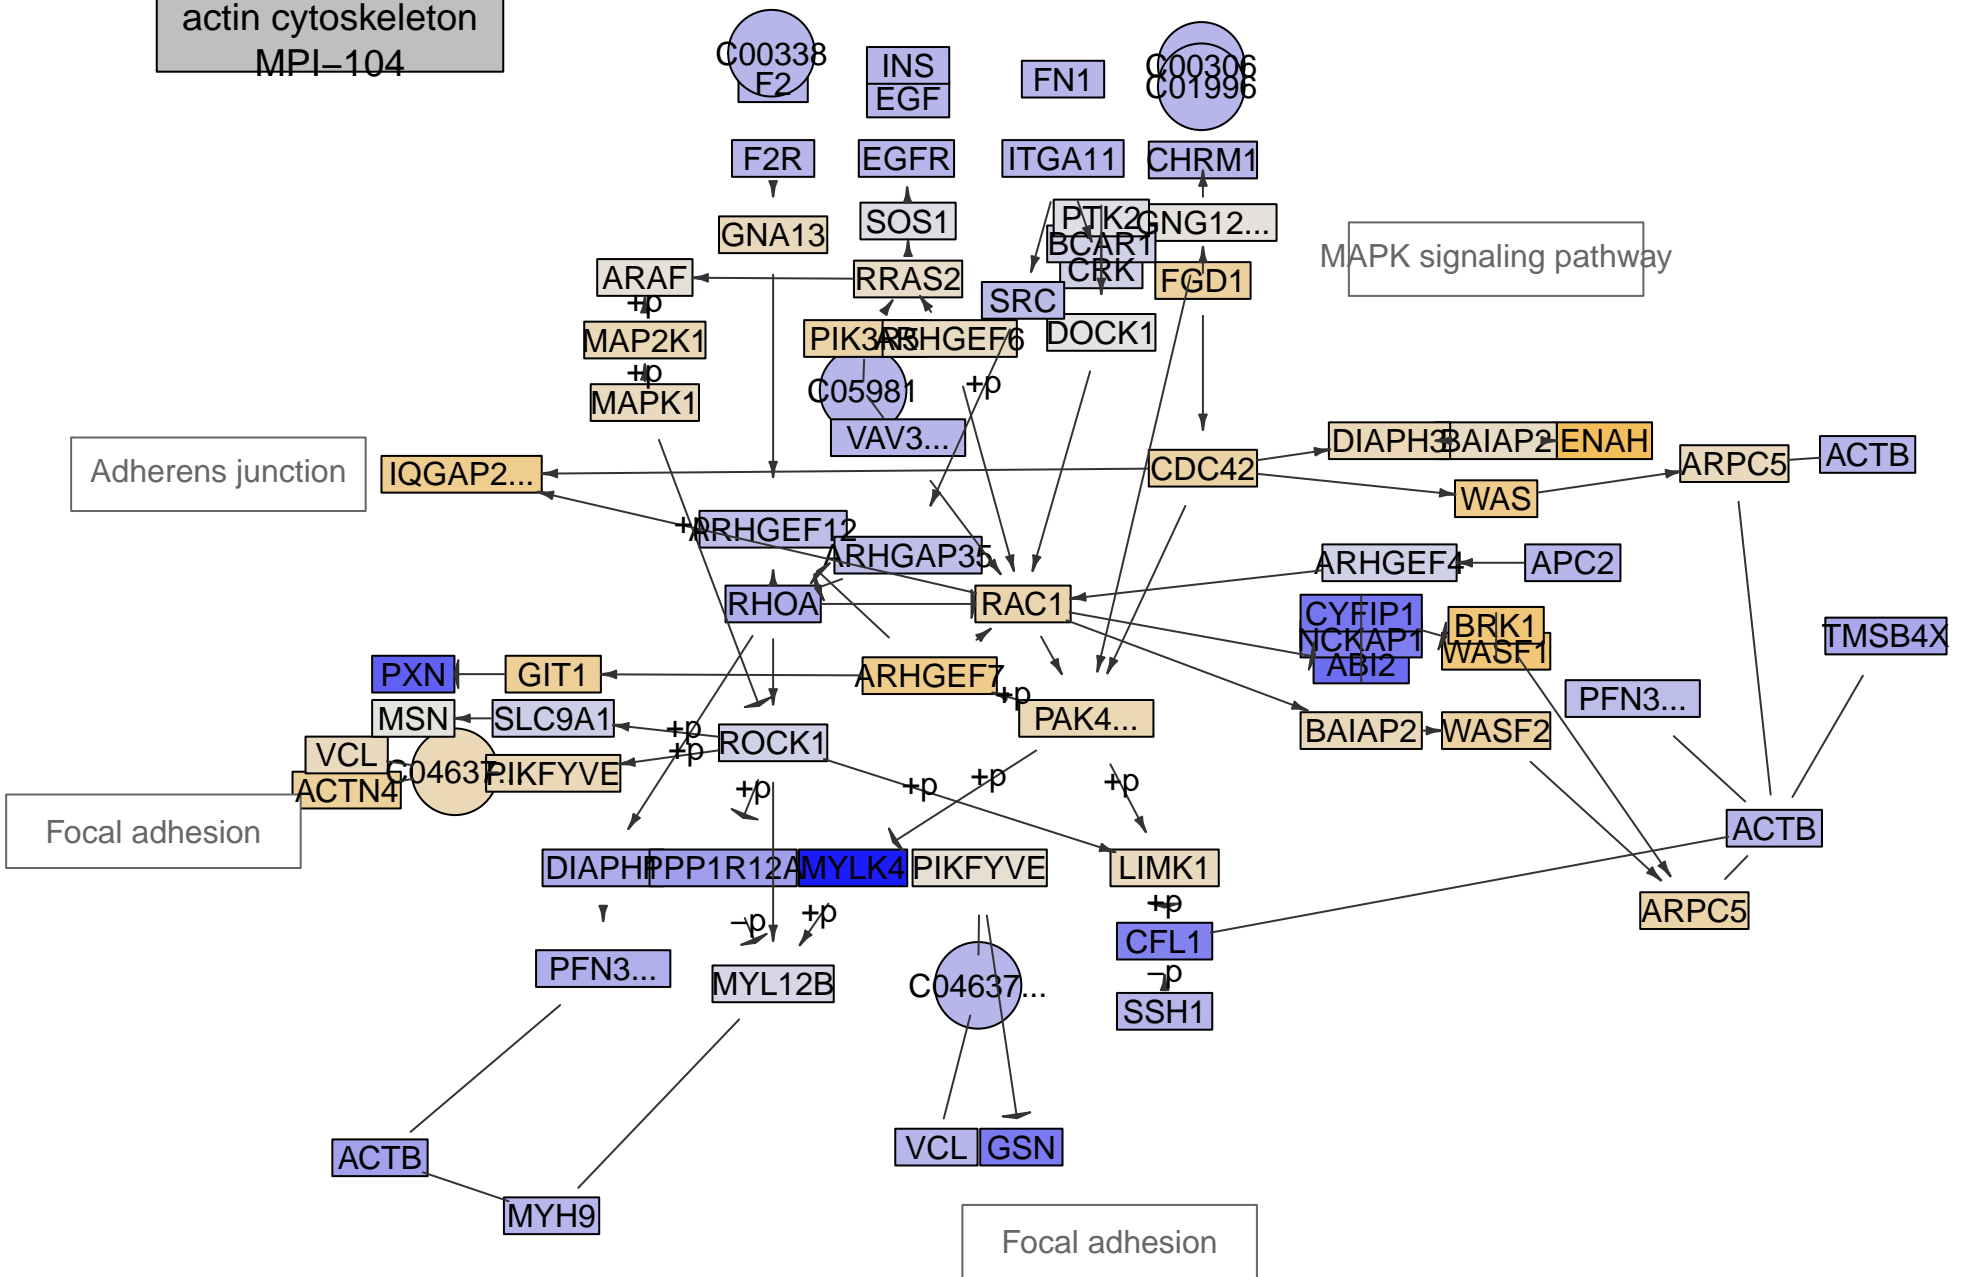 actin cytoskeleton
MPI–104
C00338
F2
INS
EGF
FN1
C00306
C01996
F2R
EGFR
ITGA11
CHRM1
GNA13
SOS1
PTK2
GNG12...
BCAR1
CRK
MAPK signaling pathway
ARAF
RRAS2
SRC
FGD1
+p
MAP2K1
PIK3R5
ARHGEF6
DOCK1
+p
MAPK1
C05981
+p
VAV3...
DIAPH3
BAIAP2
ENAH
ACTB
Adherens junction
IQGAP2...
CDC42
ARPC5
WAS
+p
ARHGEF12
ARHGAP35
ARHGEF4
APC2
RHOA
RAC1
CYFIP1
NCKAP1
ABI2
BRK1
WASF1
TMSB4X
PXN
GIT1
ARHGEF7
+p
PFN3...
MSN
SLC9A1
+p
PAK4...
BAIAP2
WASF2
VCL
ROCK1
+p
C04637...
PIKFYVE
ACTN4
+p
+p
+p
+p
Focal adhesion
ACTB
PPP1R12A
MYLK4
PIKFYVE
LIMK1
–p
+p
+p
ARPC5
CFL1
PFN3...
MYL12B
C04637...
–p
SSH1
ACTB
VCL
GSN
MYH9
Focal adhesion